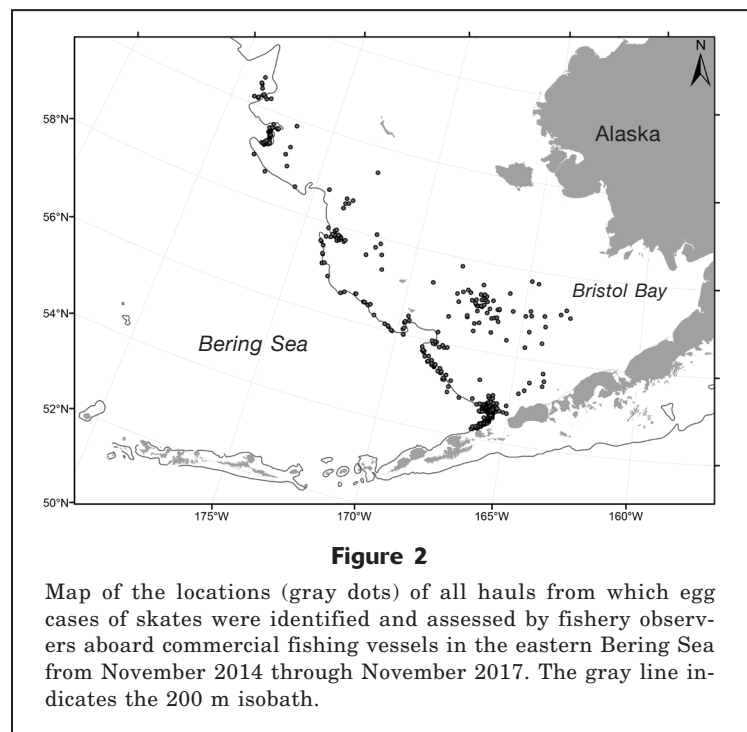 N
Alaska
58°N
56°N
Bristol Bay
54°N
Bering Sea
52°N
50°N
175°W 170°W 165°W 160°W
Figure 2
Map of the locations (gray dots) of all hauls from which egg
cases of skates were identified and assessed by fishery observ-
ers aboard commercial fishing vessels in the eastern Bering Sea
from November 2014 through November 2017. The gray line in-
dicates the 200 m isobath.